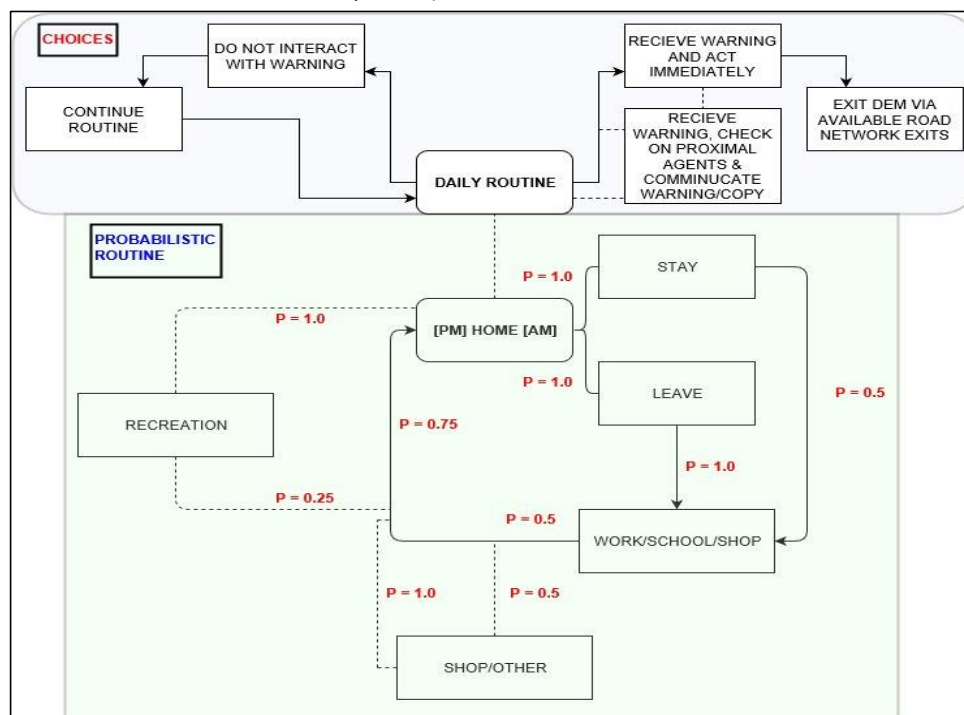 CHOICES
DO NOT INTERACT
WITH WARNING
RECIEVE WARNING
AND ACT
IMMEDIATELY
CONTINUE
ROUTINE
EXIT DEM VIA
AVAILABLE ROAD
NETWORK EXITS
RECIEVE
WARNING, CHECK
ON PROXIMAL
AGENTS &
COMMINUCATE
WARNING/COPY
DAILY ROUTINE
PROBABILISTIC
ROUTINE
P = 1.0
STAY
P = 1.0
[PM] HOME [AM]
P = 1.0
LEAVE
P = 0.5
RECREATION
P = 0.75
P = 1.0
P = 0.25
P = 0.5
WORK/SCHOOL/SHOP
P = 1.0
P = 0.5
SHOP/OTHER